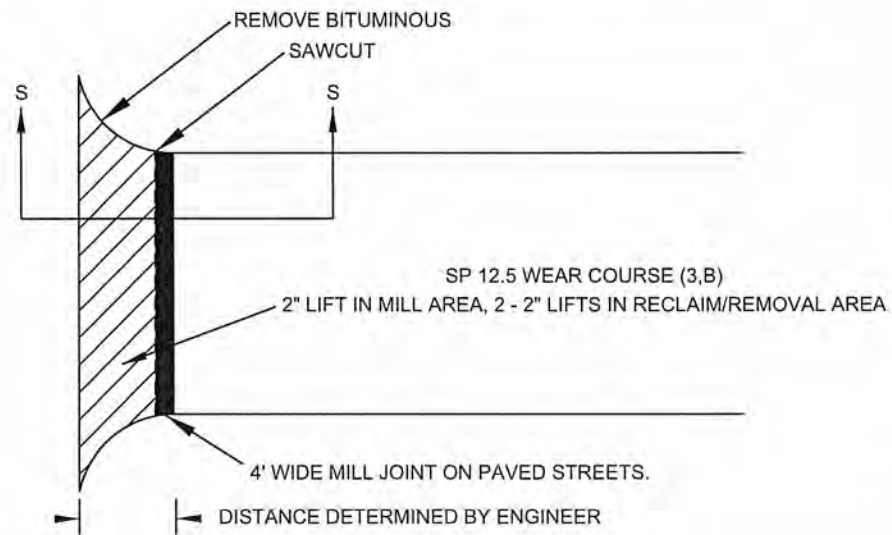 REMOVE BITUMINOUS
SAWCUT
S
S
SP 12.5 WEAR COURSE (3,B)
2" LIFT IN MILL AREA, 2 - 2" LIFTS IN RECLAIM/REMOVAL AREA
4' WIDE MILL JOINT ON PAVED STREETS.
DISTANCE DETERMINED BY ENGINEER